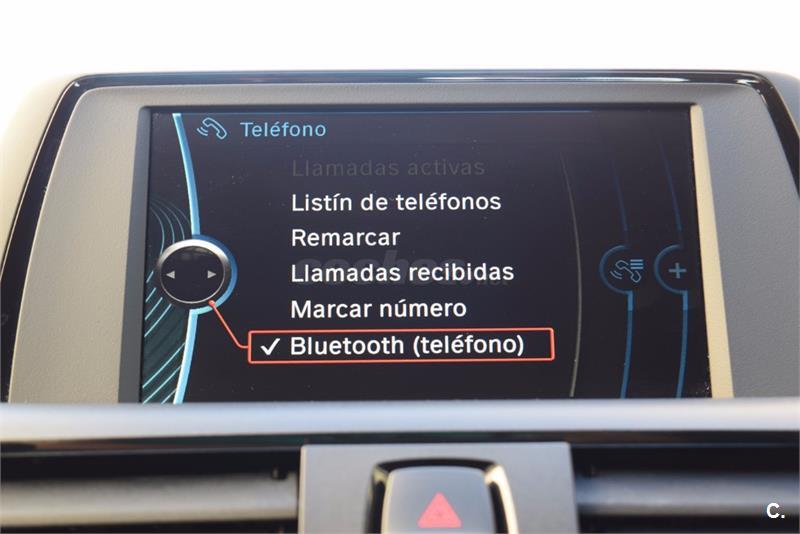 Teléfono
Llamadas activas
Listín de teléfonos
Remarcar
Llamadas recibidas
Marcar número
✓ Bluetooth (teléfono)
C.